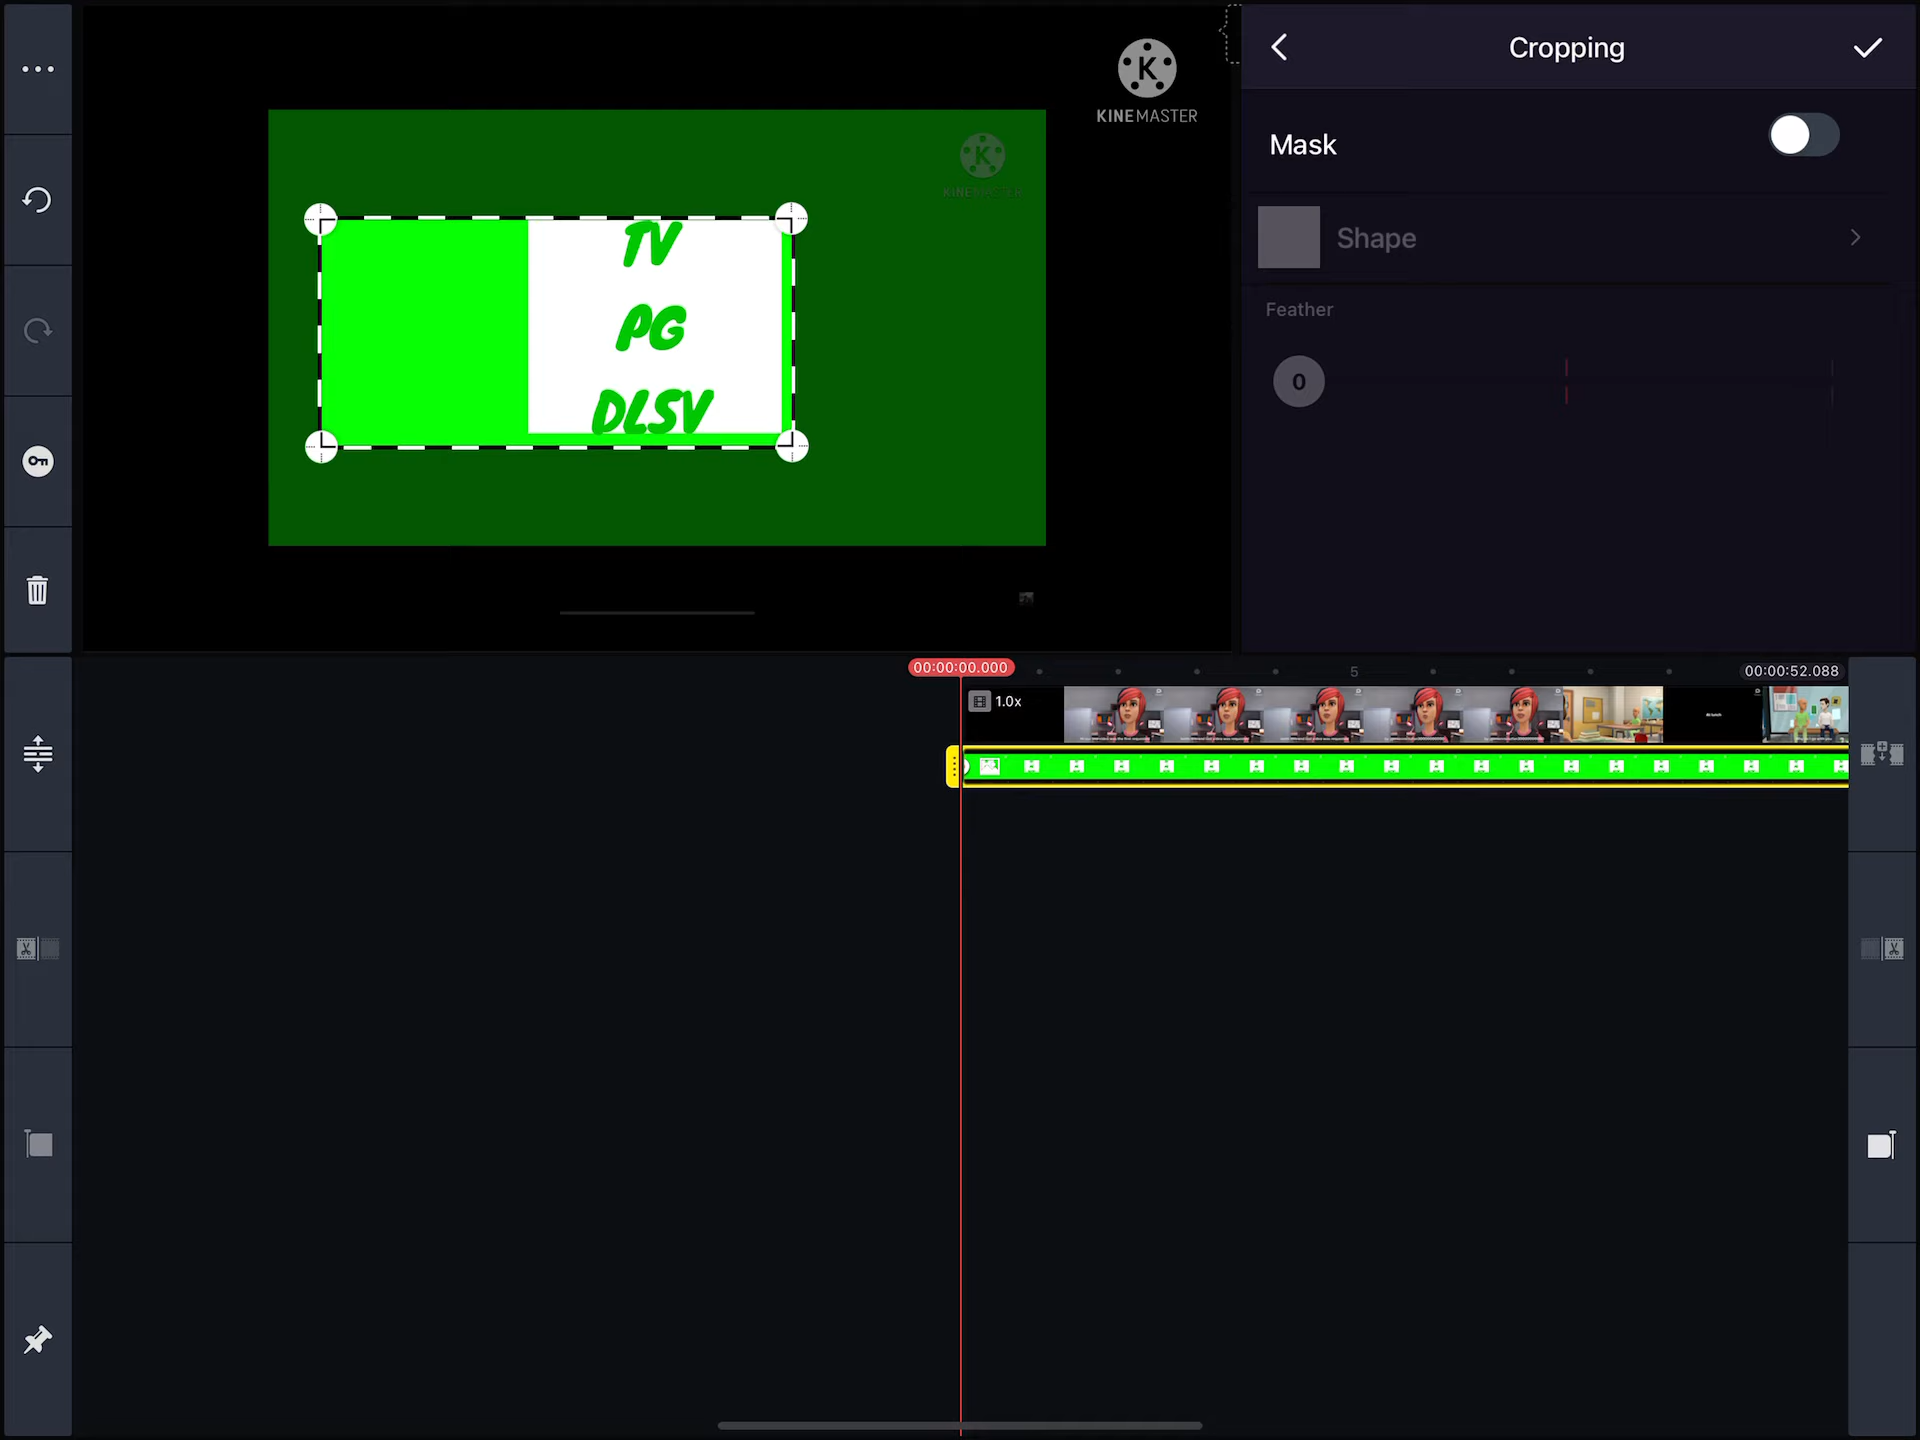 K
KINEMASTER
K
KINEMASTER
TV
PG
DLSV
Cropping
Mask
Shape
Feather
0
00:00:00.000
5
00:00:52.088
1.0x